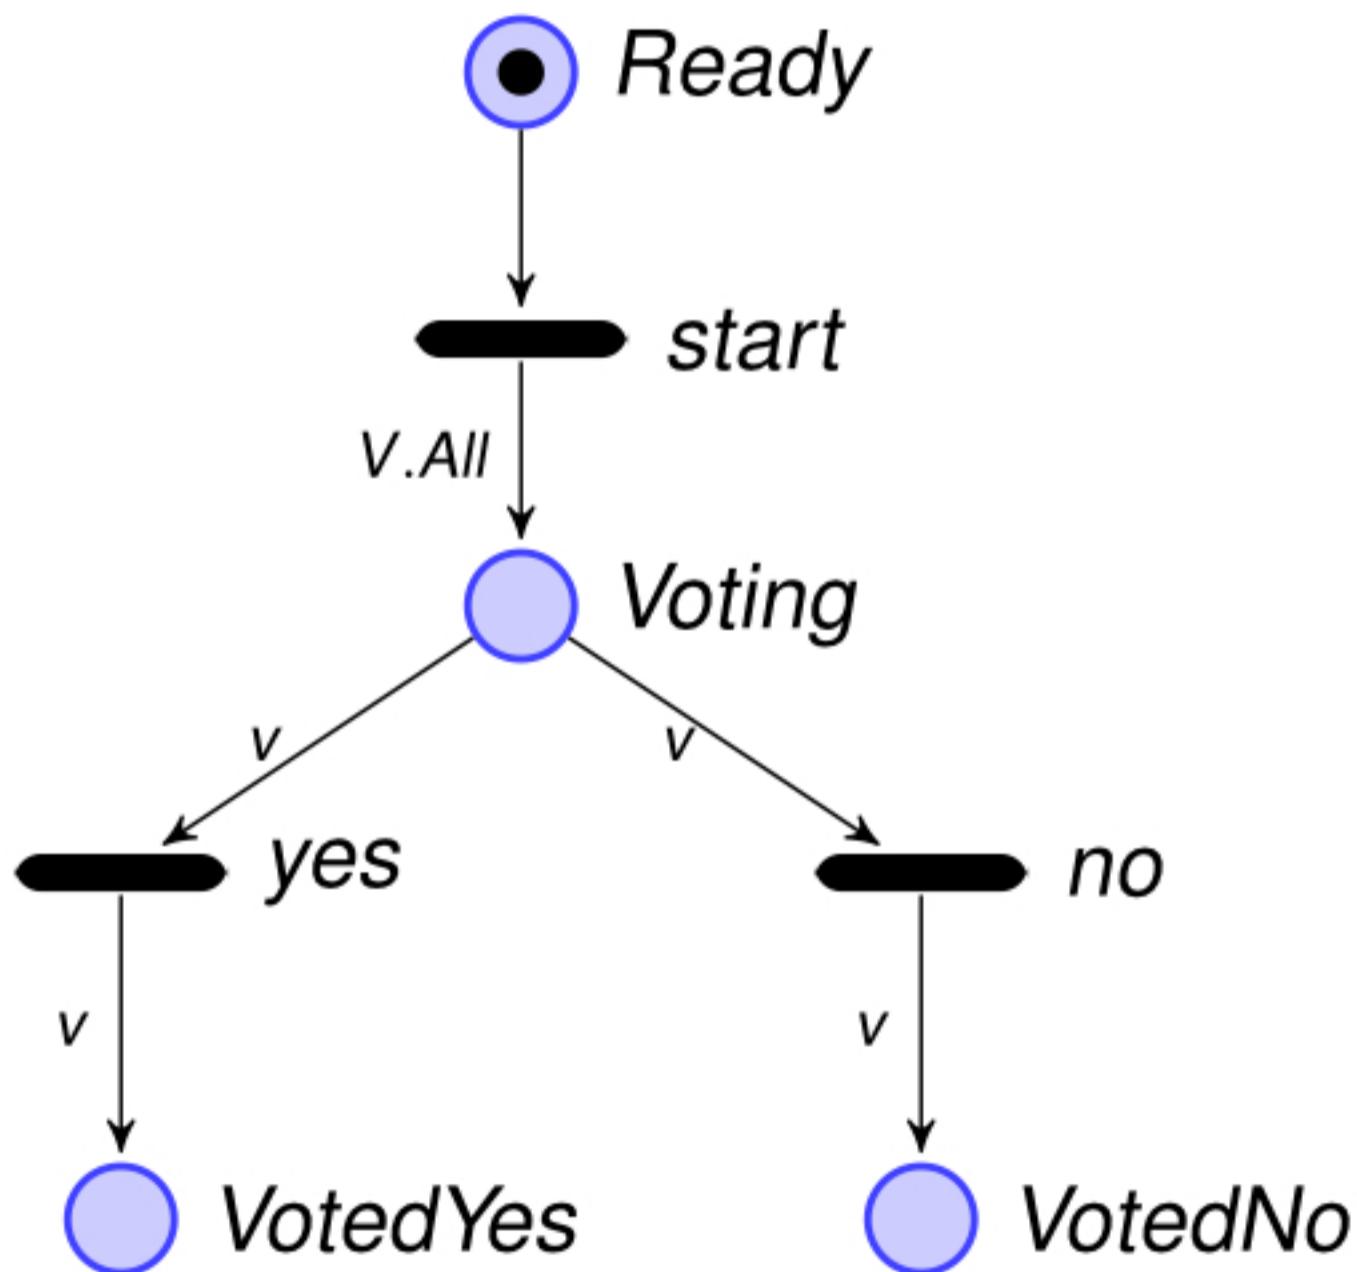 Ready
start
V.All
Voting
v
v
yes
no
v
v
VotedYes
VotedNo